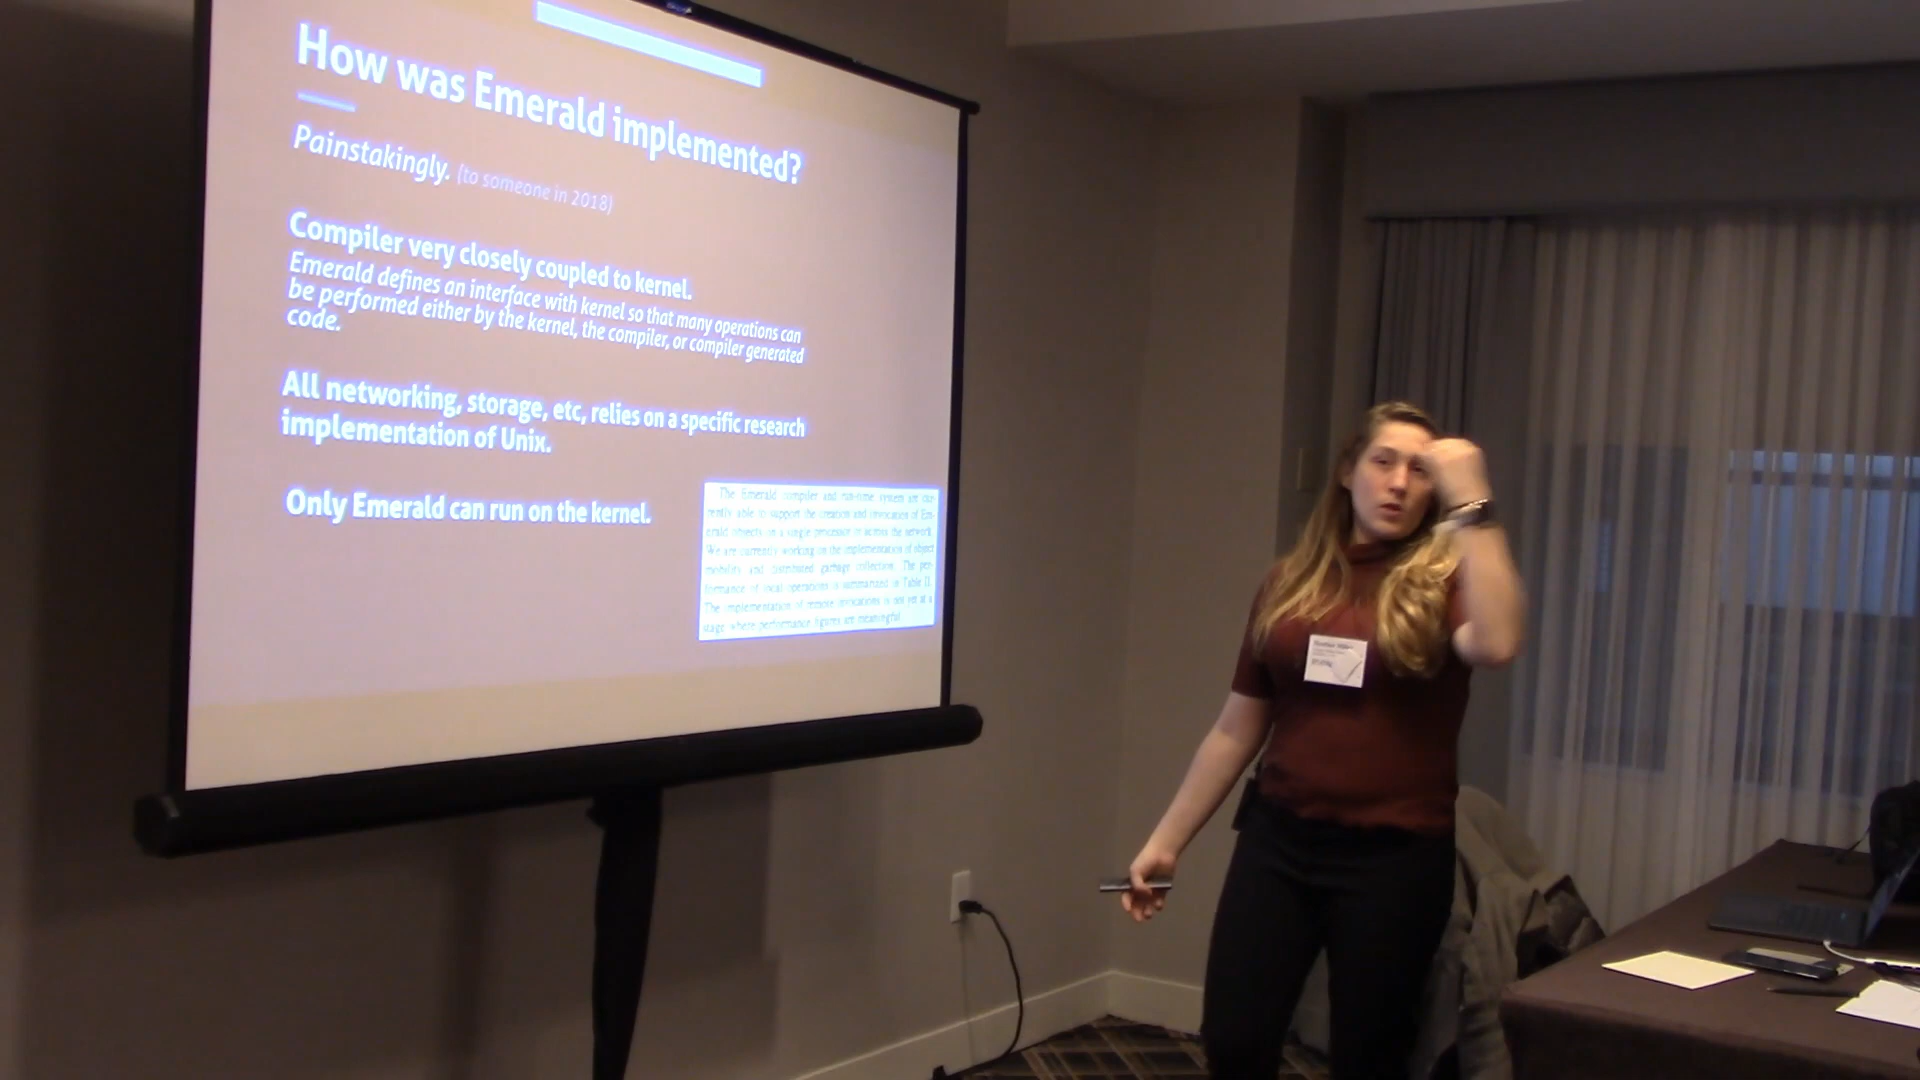 How was Emerald implemented?
Painstakingly. (to someone in 2018)
Compiler very closely coupled to kernel.
Emerald defines an interface with kernel so that many operations can
be performed either by the kernel, the compiler, or compiler generated
code.
All networking, storage, etc, relies on a specific research
implementation of Unix.
Only Emerald can run on the kernel.
The Emerald compiler and run-time system are cur-
rently able to support the creation and invocation of Em-
erald objects on a single processor or across the network.
We are currently working on the implementation of object
mobility and distributed garbage collection. The per-
formance of local operations is summarized in Table II.
The implementation of remote invocations is not yet at a
stage where performance figures are meaningful.